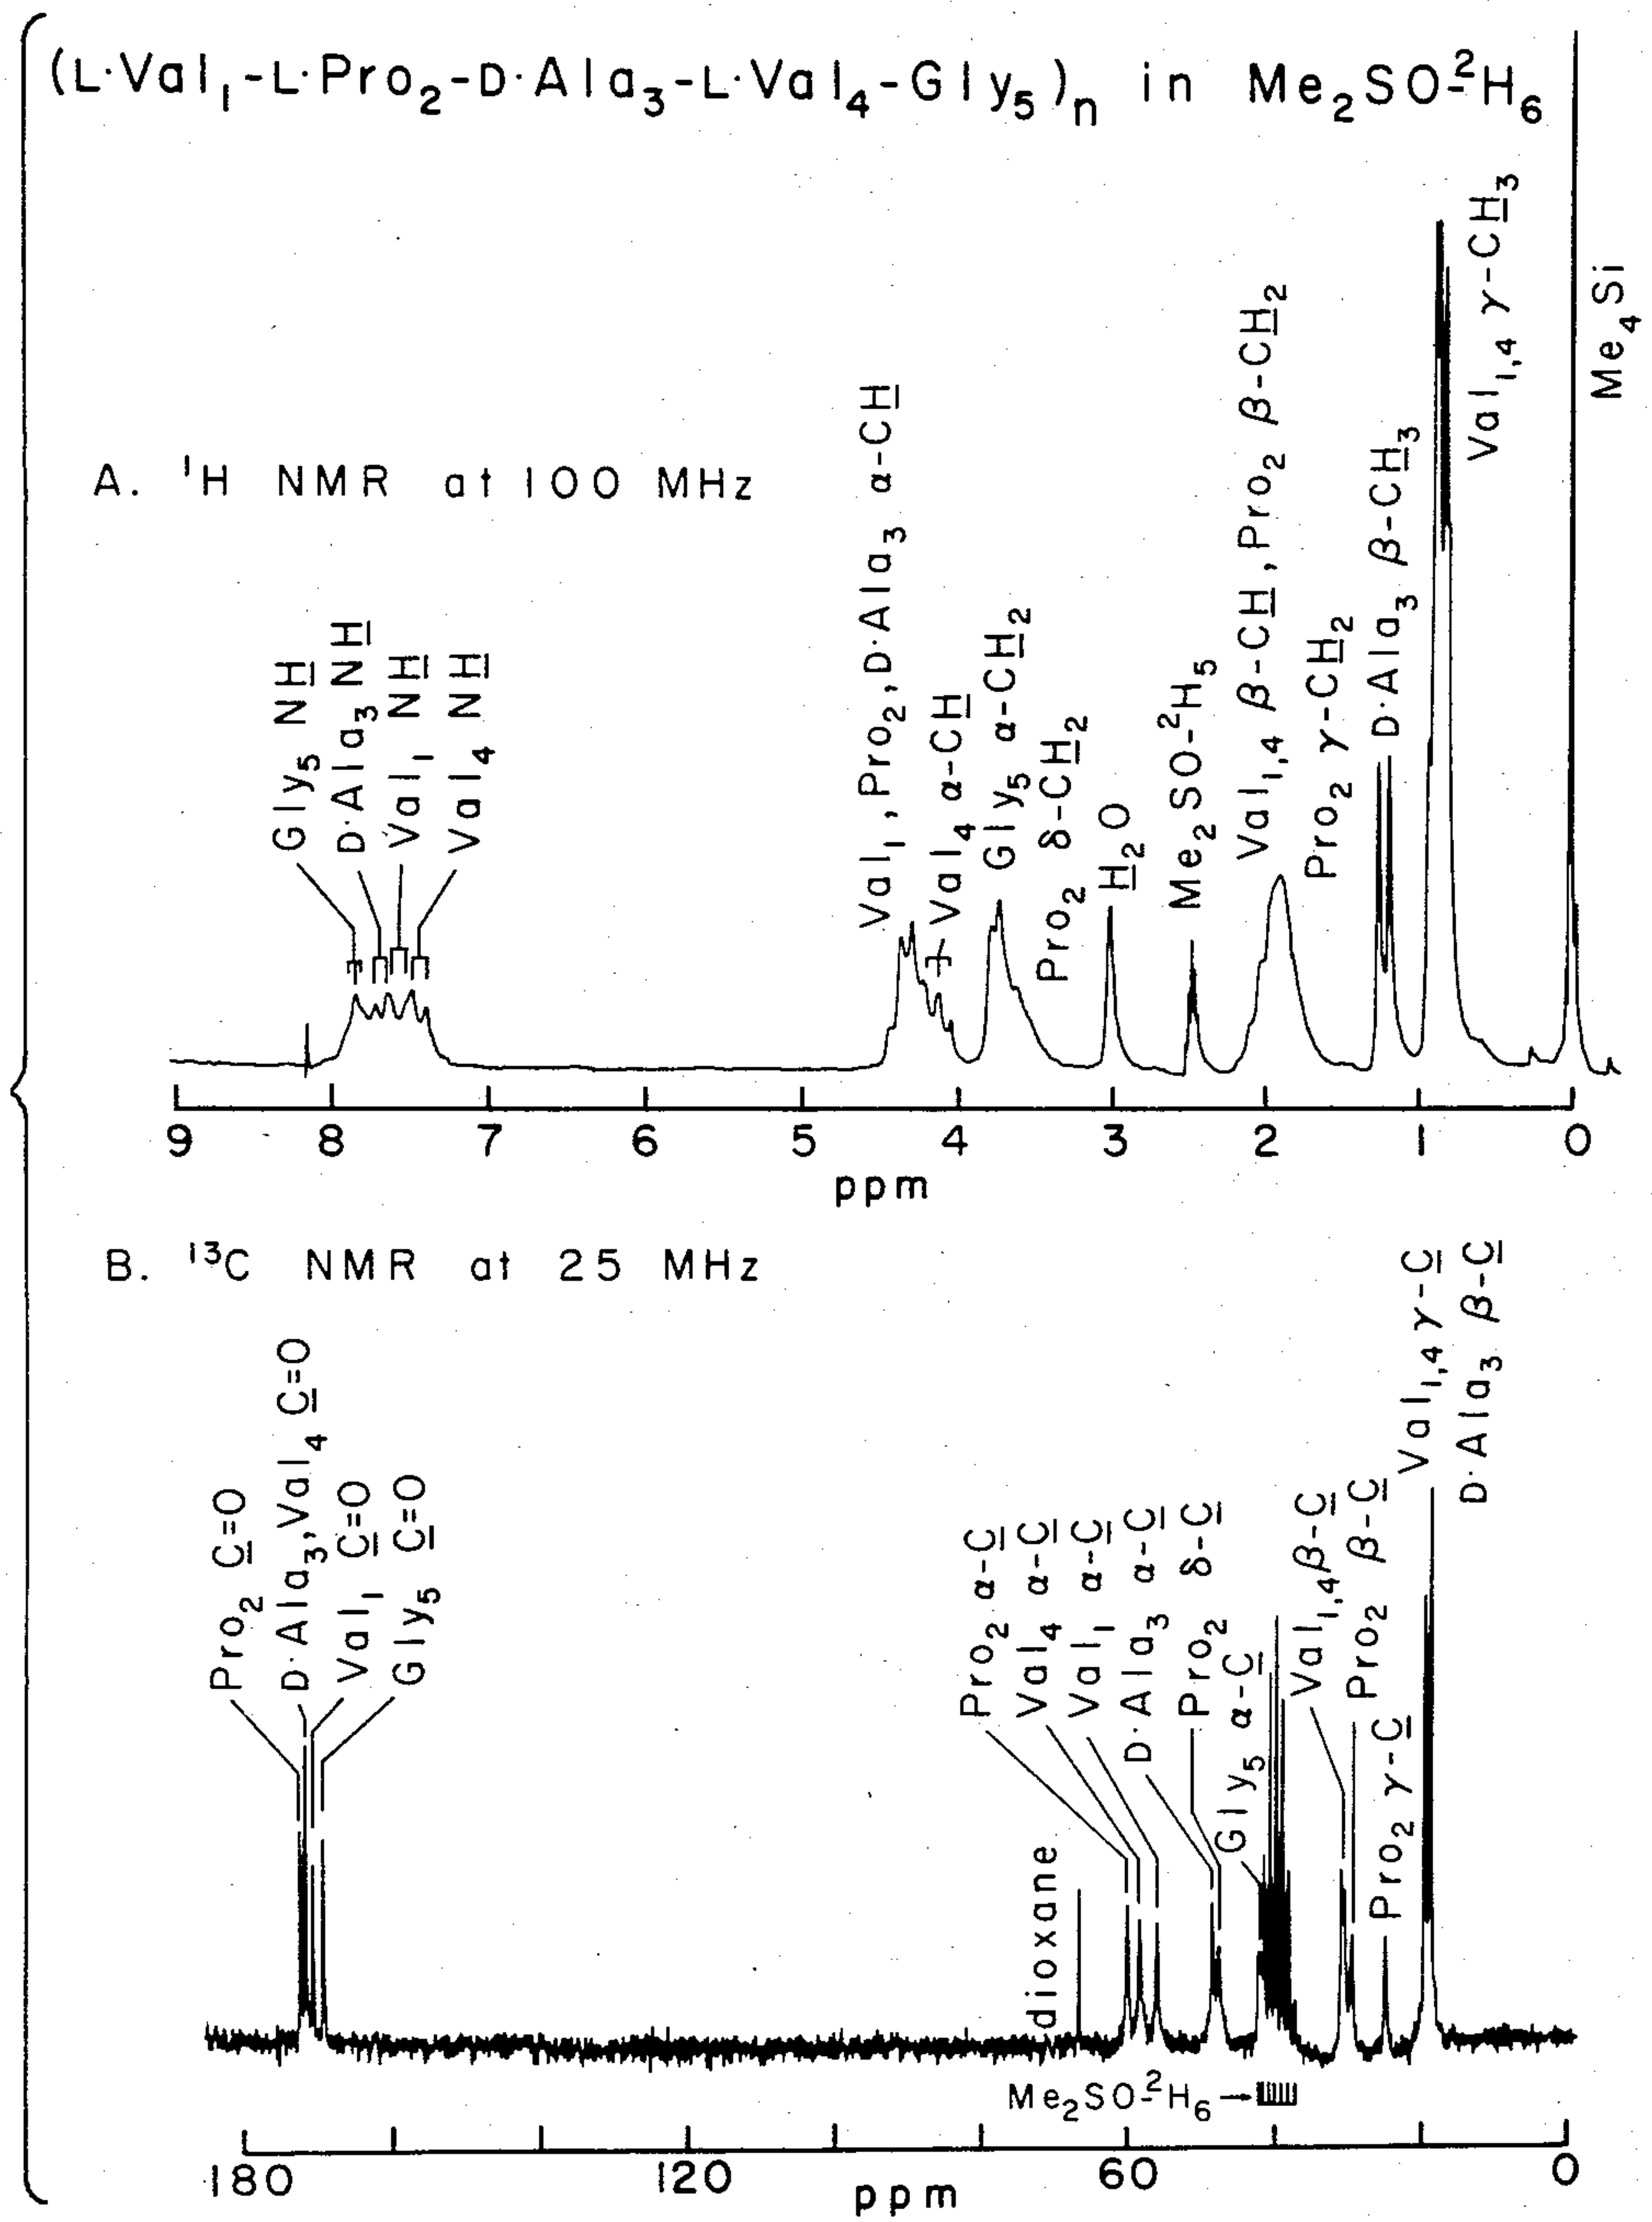 (L·Val₁-L·Pro₂-D·Ala₃-L·Val₄-Gly₅)ₙ in Me₂SO-²H₆
A. ¹H NMR at 100 MHz
Gly₅ NH
D·Ala₃ NH
Val₁ NH
Val₄ NH
Val₁,Pro₂,D·Ala₃ α-CH
Val₄ α-CH
Gly₅ α-CH₂
Pro₂ δ-CH₂
H₂O
Me₂SO-²H₅
Val₁,₄ β-CH,Pro₂ β-CH₂
Pro₂ γ-CH₂
D·Ala₃ β-CH₃
Val₁,₄ γ-CH₃
Me₄Si
9 8 7 6 5 4 3 2 1 0
ppm
B. ¹³C NMR at 25 MHz
Pro₂ C=O
D·Ala₃,Val₄ C=O
Val₁ C=O
Gly₅ C=O
dioxane
Pro₂ α-C
Val₄ α-C
Val₁ α-C
D·Ala₃ α-C
Pro₂ δ-C
Gly₅ α-C
Val₁,₄β-C
Pro₂ β-C
Pro₂ γ-C
Val₁,₄ γ-C
D·Ala₃ β-C
Me₂SO-²H₆→
180 120 60 0
ppm